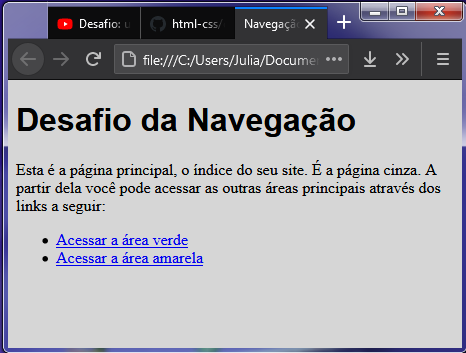 Desafio: u
html-css/
Navegaçã
file:///C:/Users/Julia/Docume
Desafio da Navegação
Esta é a página principal, o índice do seu site. É a página cinza. A
partir dela você pode acessar as outras áreas principais através dos
links a seguir:
Acessar a área verde
Acessar a área amarela